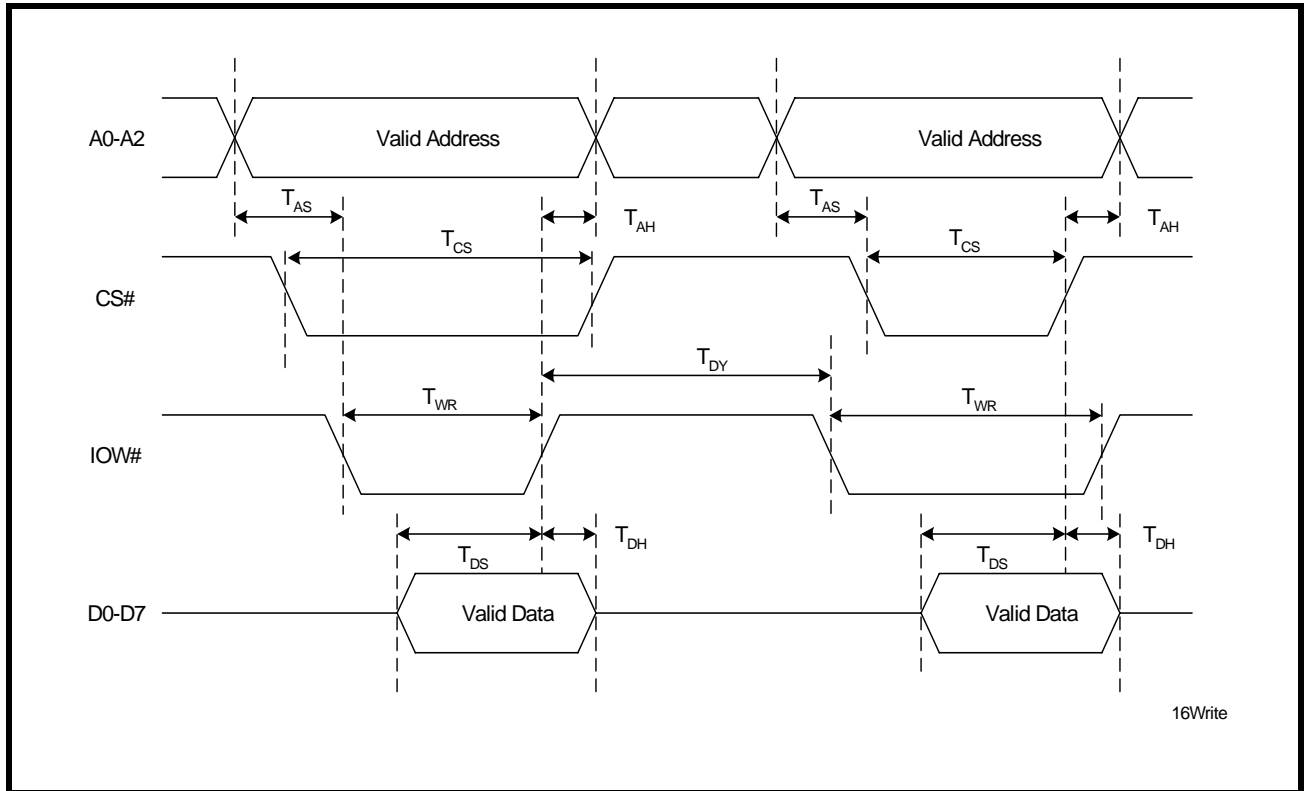 A0-A2
Valid Address
Valid Address
TAS
TAH
TAS
TAH
TCS
TCS
CS#
TDY
TWR
TWR
IOW#
TDS
TDH
TDS
TDH
D0-D7
Valid Data
Valid Data
16Write